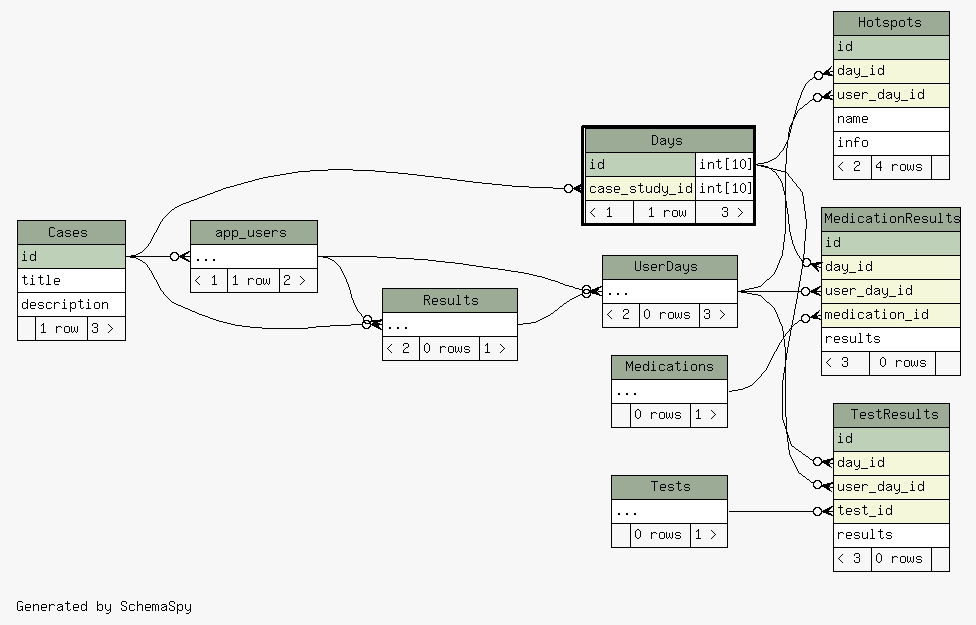 Hotspots
id
day_id
user_day_id
name
info
< 2 4 rows
Days
id int[10]
case_study_id int[10]
< 1 1 row 3 >
Cases
id
title
description
1 row 3 >
app_users
...
< 1 1 row 2 >
Results
...
< 2 0 rows 1 >
UserDays
...
< 2 0 rows 3 >
MedicationResults
id
day_id
user_day_id
medication_id
results
< 3 0 rows
Medications
...
0 rows 1 >
TestResults
id
day_id
user_day_id
test_id
results
< 3 0 rows
Tests
...
0 rows 1 >
Generated by SchemaSpy